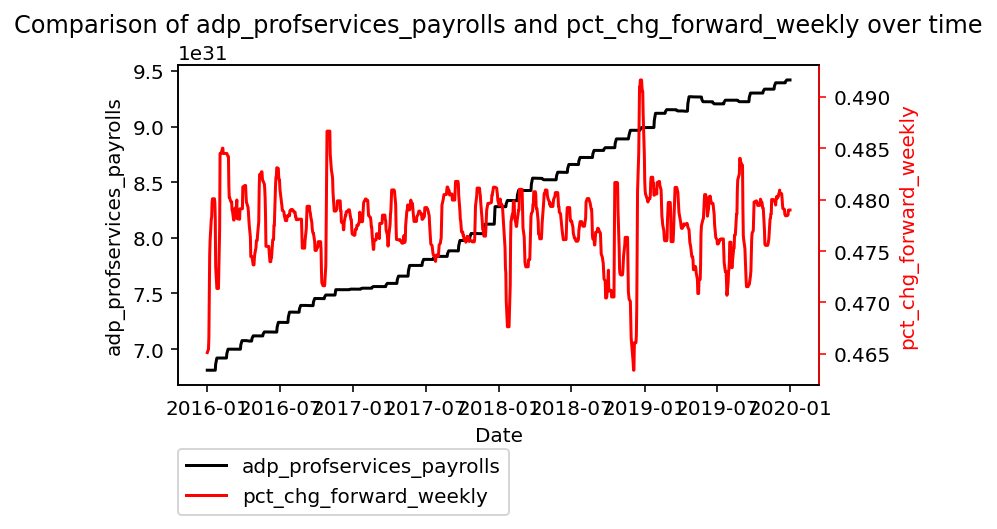 Comparison of adp_profservices_payrolls and pct_chg_forward_weekly over time
1e31
9.5
9.0
8.5
8.0
7.5
7.0
adp_profservices_payrolls
0.490
0.485
0.480
0.475
0.470
0.465
pct_chg_forward_weekly
2016-01 2016-07 2017-01 2017-07 2018-01 2018-07 2019-01 2019-07 2020-01
Date
adp_profservices_payrolls
pct_chg_forward_weekly